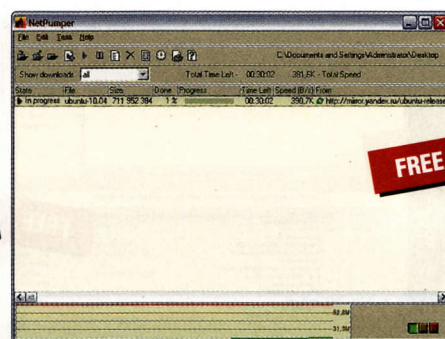 NetPumper
File Edit Tasks Help
C:\Documents and Settings\Administrator\Desktop
Show downloads all Total Time Left - 00:30:02 381,6K - Total Speed
State File Size Done Progress Time Left Speed (B/s) From
In progress ubuntu-10.04 711 952 384 1 % 00:30:02 390,7K http://mirror.yandex.ru/ubuntu-release
FREE
62,8M
31,3M